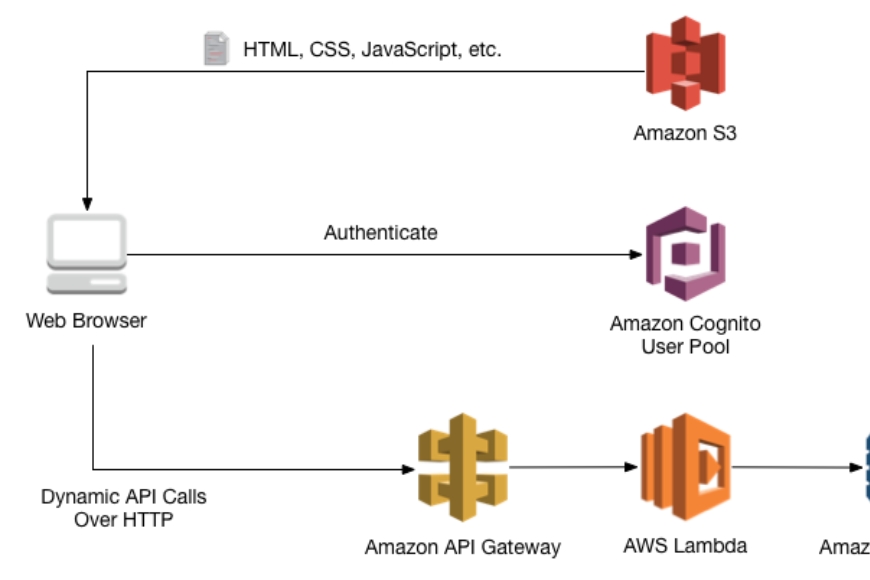 HTML, CSS, JavaScript, etc.
Amazon S3
Authenticate
Web Browser
Amazon Cognito
User Pool
Dynamic API Calls
Over HTTP
Amazon API Gateway
AWS Lambda
Amaz